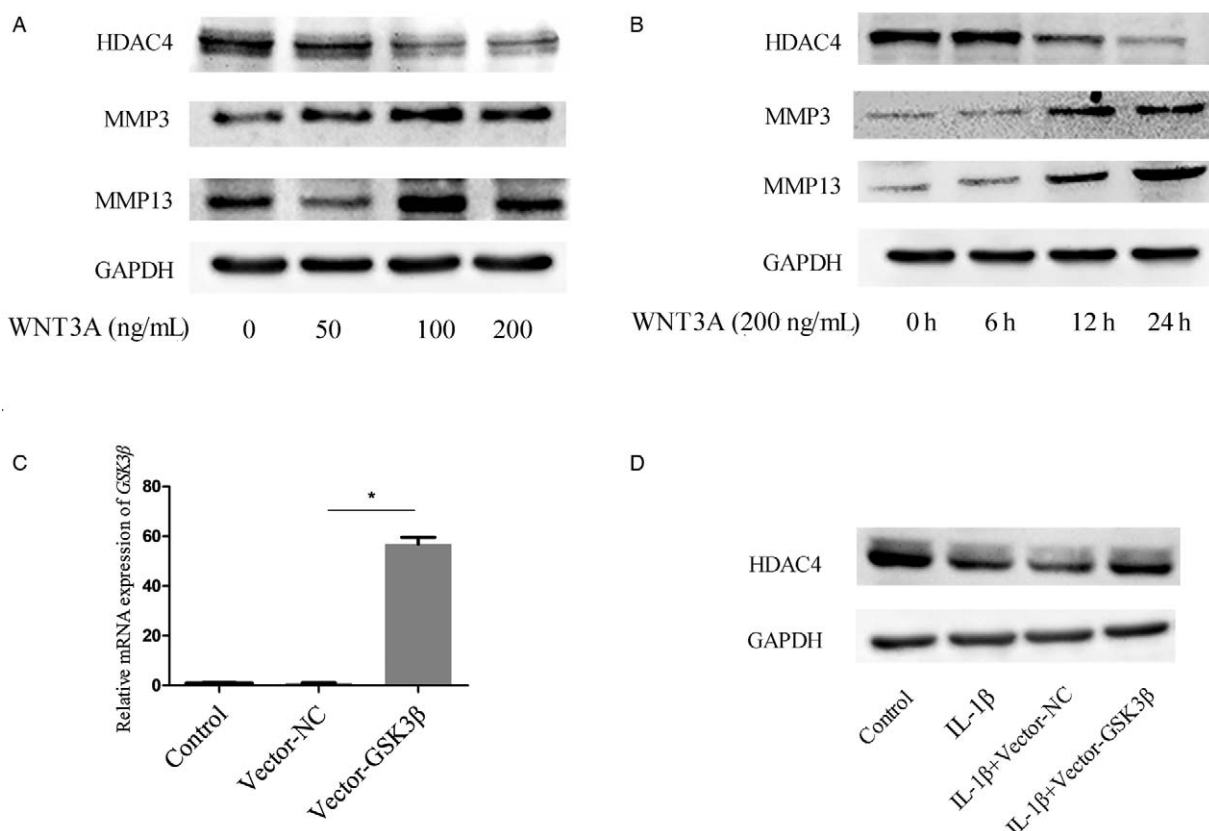 A
HDAC4
MMP3
MMP13
GAPDH
WNT3A (ng/mL) 0 50 100 200
B
HDAC4
MMP3
MMP13
GAPDH
WNT3A (200 ng/mL) 0 h 6 h 12 h 24 h
C
Relative mRNA expression of GSK3β
80
60
40
20
0
*
Control
Vector-NC
Vector-GSK3β
D
HDAC4
GAPDH
Control
IL-1β
IL-1β+Vector-NC
IL-1β+Vector-GSK3β